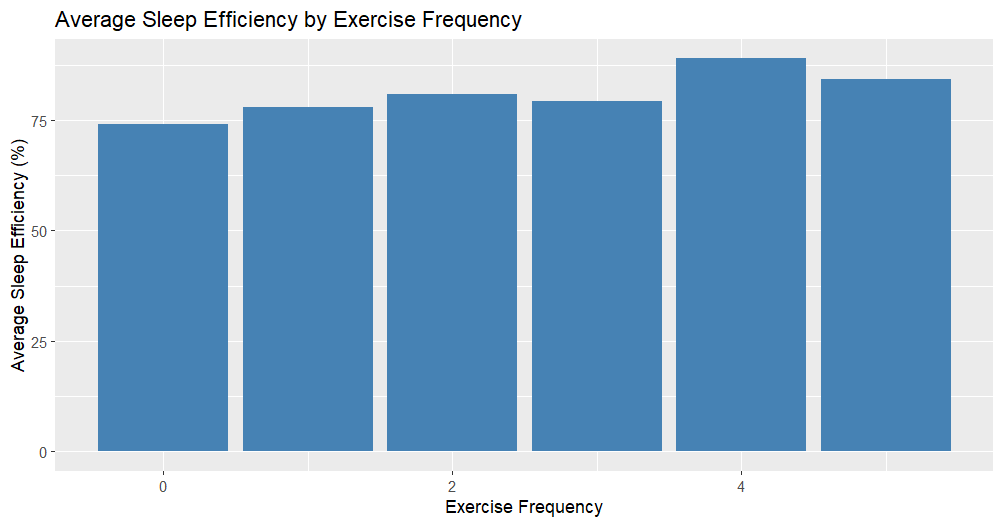 Average Sleep Efficiency by Exercise Frequency
Average Sleep Efficiency (%)
75
50
25
0
0 2 4
Exercise Frequency